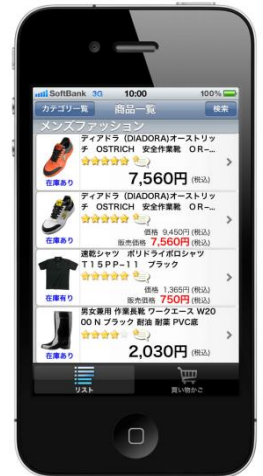 SoftBank 3G 10:00 100%
カテゴリ一覧 商品一覧 検索
メンズファッション
ディアドラ (DIADORA)オーストリッ
チ OSTRICH 安全作業靴 OR-...
在庫あり
7,560円 (税込)
ディアドラ (DIADORA)オーストリッ
チ OSTRICH 安全作業靴 OR-...
価格 9,450円 (税込)
在庫あり
販売価格 7,560円 (税込)
速乾シャツ ポリドライポロシャツ
T15PP-11 ブラック
価格 1,365円 (税込)
在庫有り
販売価格 750円 (税込)
男女兼用 作業長靴 ワークエース W20
00 N ブラック 耐油 耐薬 PVC底
在庫あり
2,030円 (税込)
リスト 買い物かご